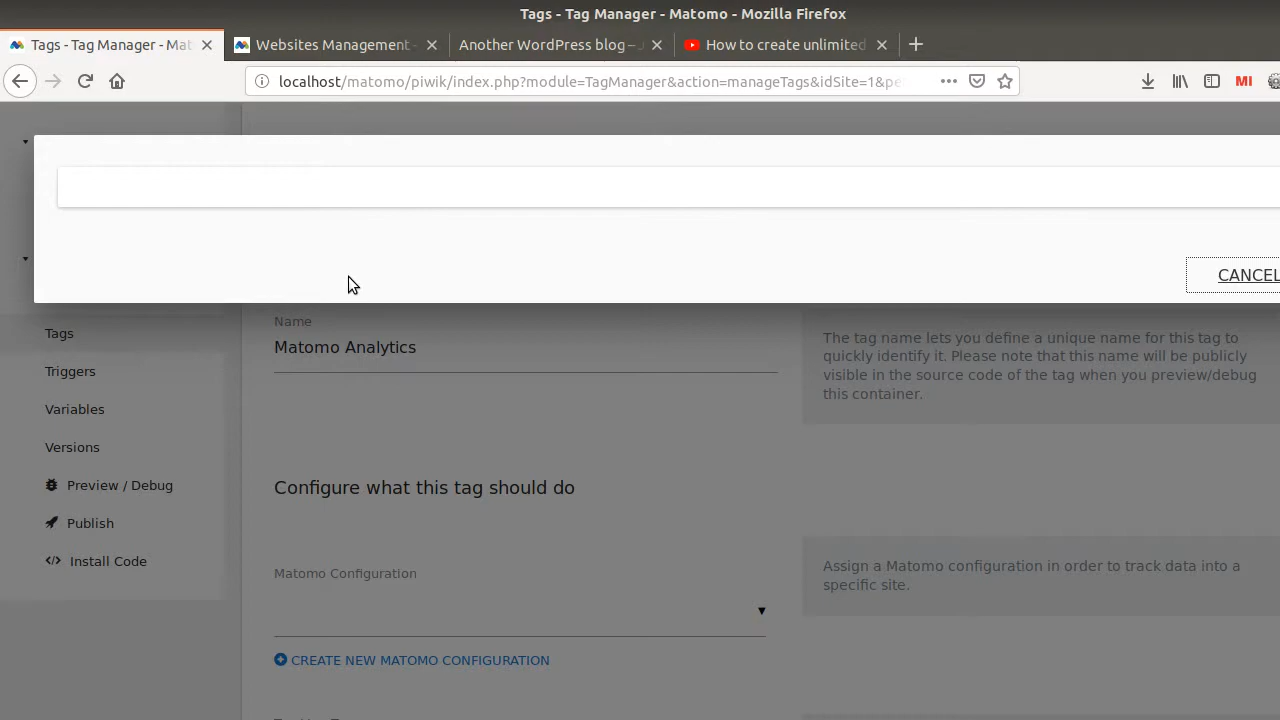 Tags - Tag Manager - Matomo - Mozilla Firefox
Tags - Tag Manager - Mat
Websites Management -
Another WordPress blog –
How to create unlimited
localhost/matomo/piwik/index.php?module=TagManager&action=manageTags&idSite=1&pe
MI
CANCEL
Tags
Triggers
Variables
Versions
Preview / Debug
Publish
Install Code
Name
Matomo Analytics
The tag name lets you define a unique name for this tag to
quickly identify it. Please note that this name will be publicly
visible in the source code of the tag when you preview/debug
this container.
Configure what this tag should do
Matomo Configuration
Assign a Matomo configuration in order to track data into a
specific site.
CREATE NEW MATOMO CONFIGURATION